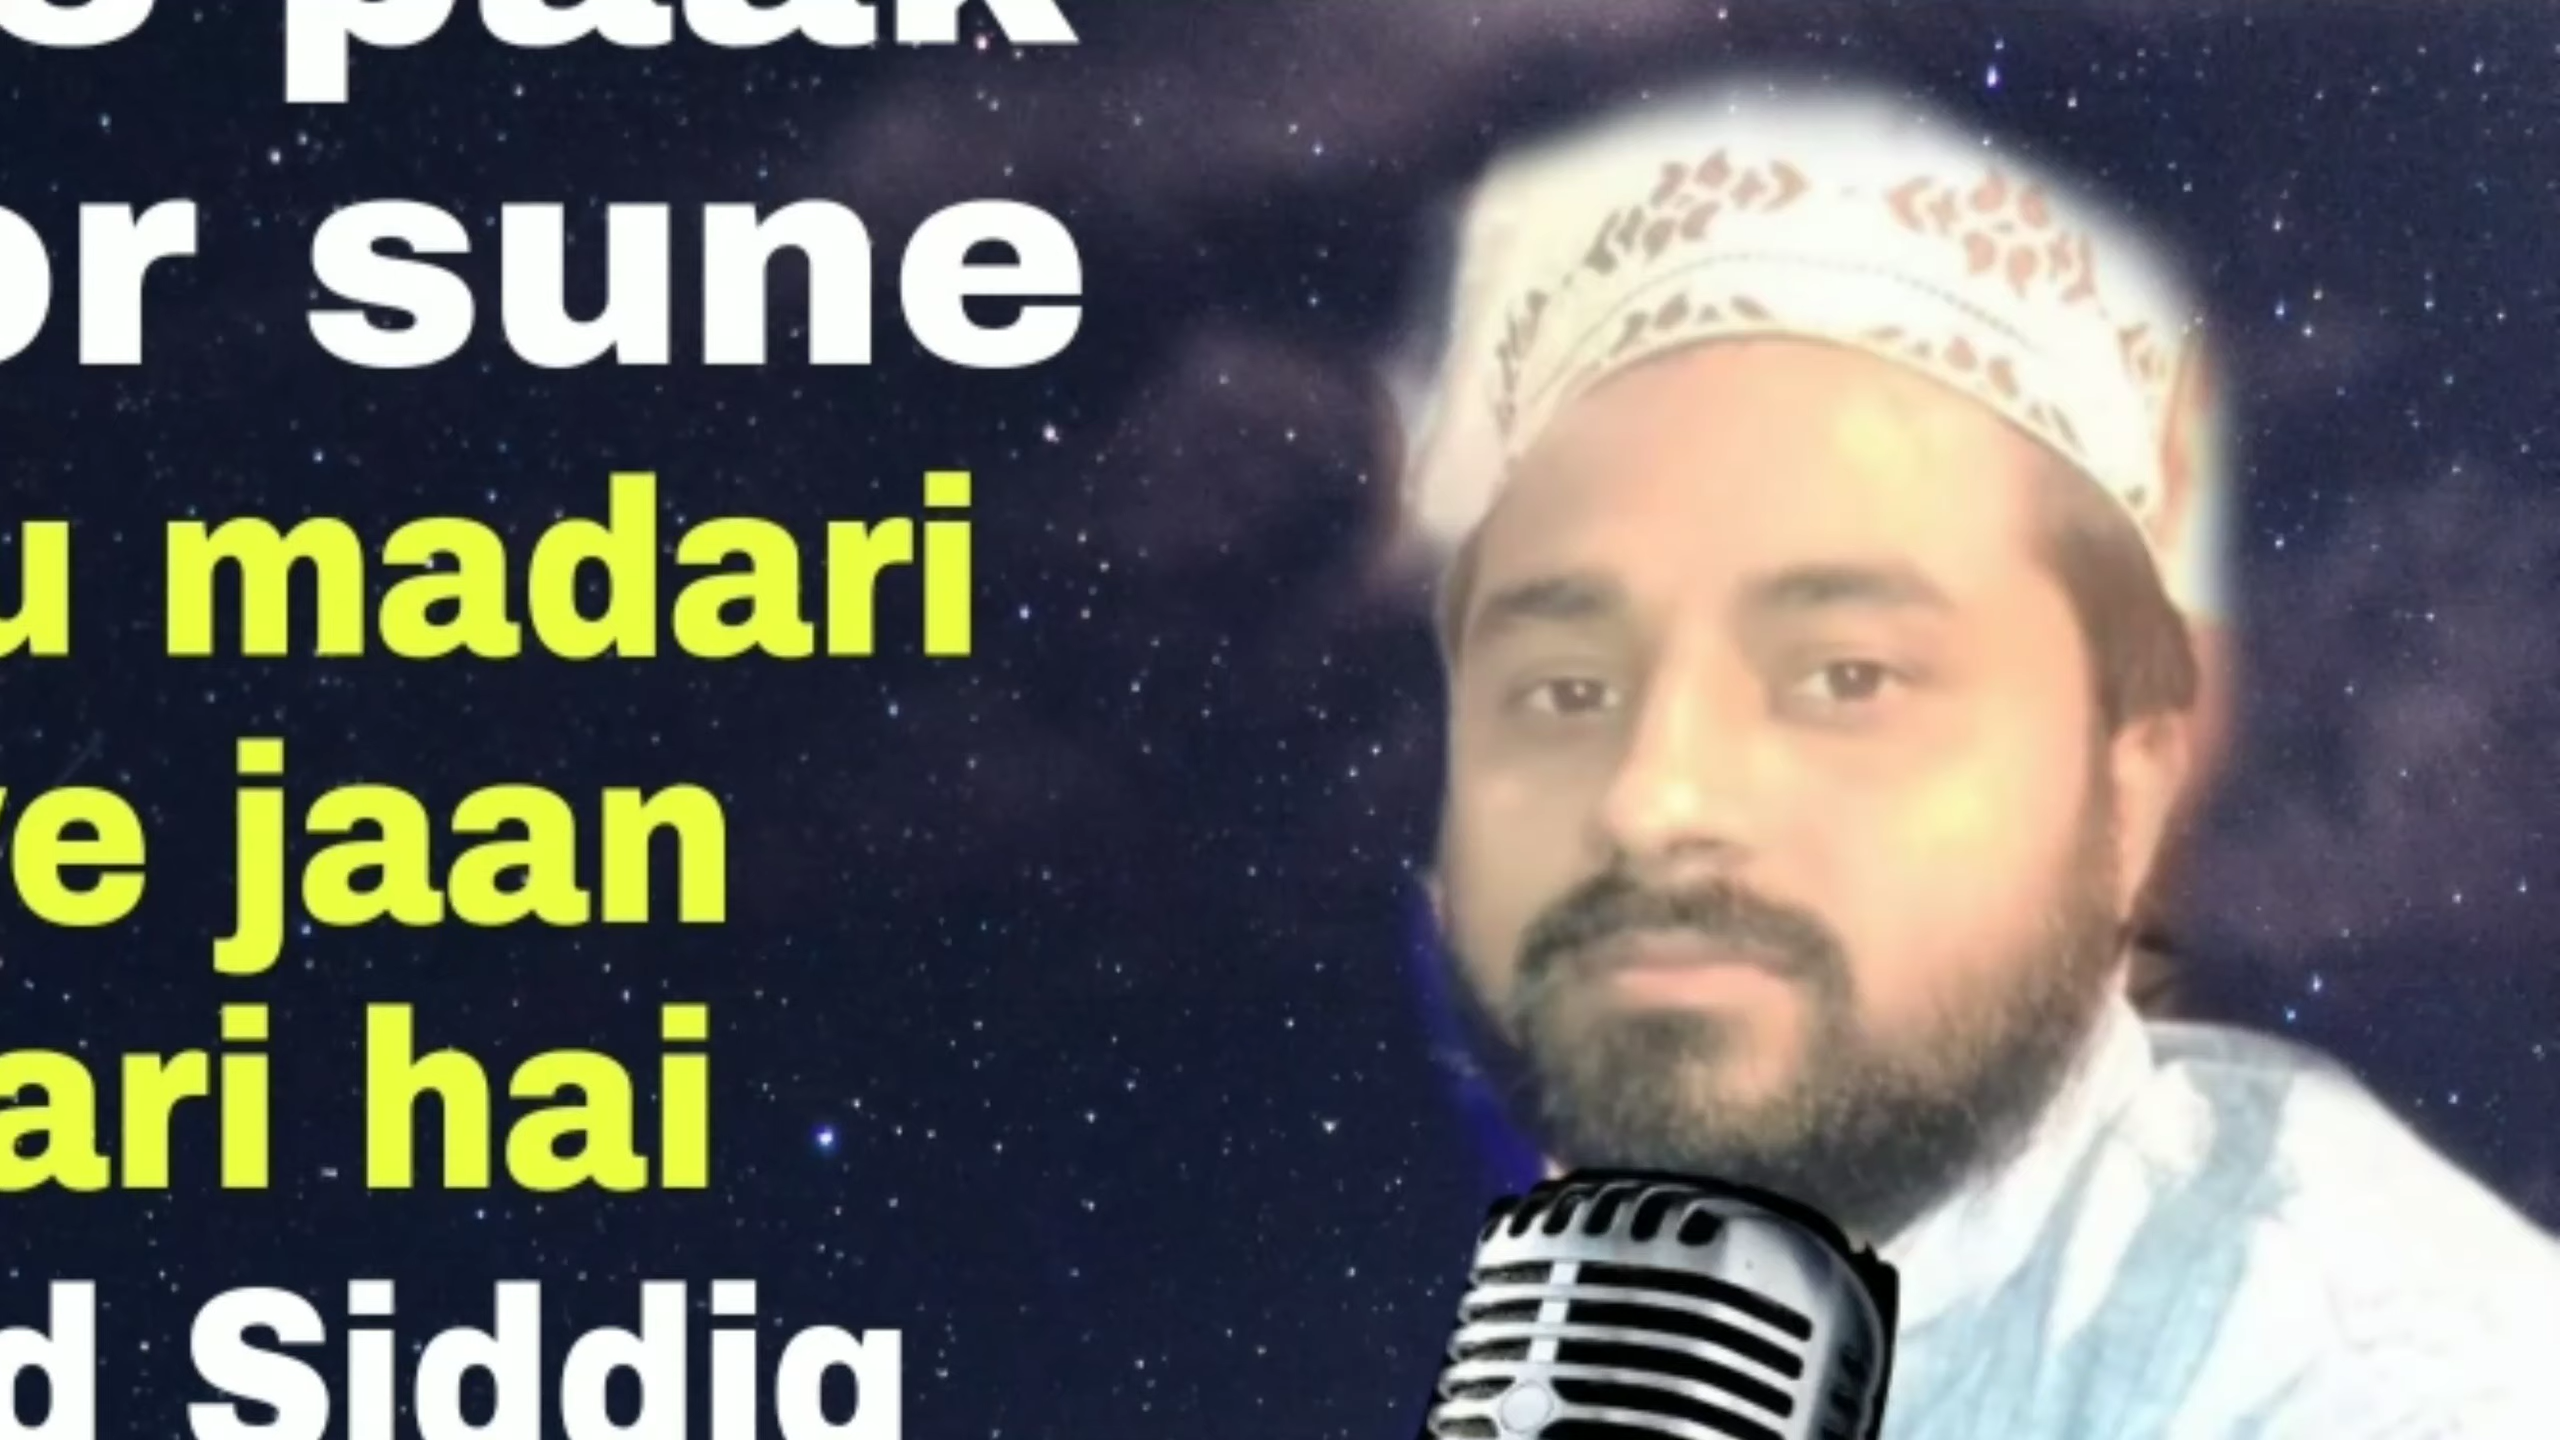 paak
or sune
u madari
ye jaan
ari hai
d Siddiq